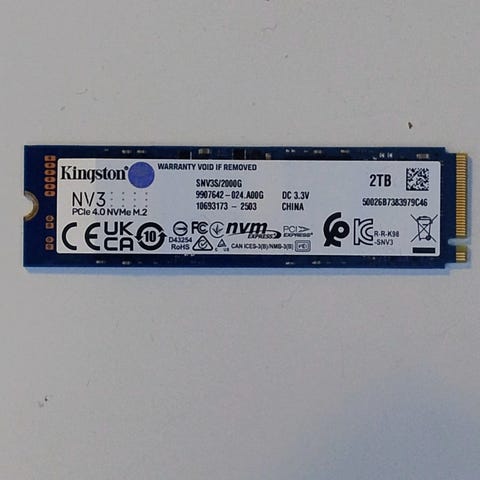 WARRANTY VOID IF REMOVED
Kingston
NV3
PCIe 4.0 NVMe M.2
SNV3S/2000G
9907642-024.A00G
10693173 - 2503
DC 3.3V
CHINA
2TB
50026B7383979C46
CE UK CA 10
D43254
RoHS
FC
nvm EXPRESS
PCI EXPRESS
CAN ICES-3(B)/NMB-3(B)
R-R-K98
-SNV3